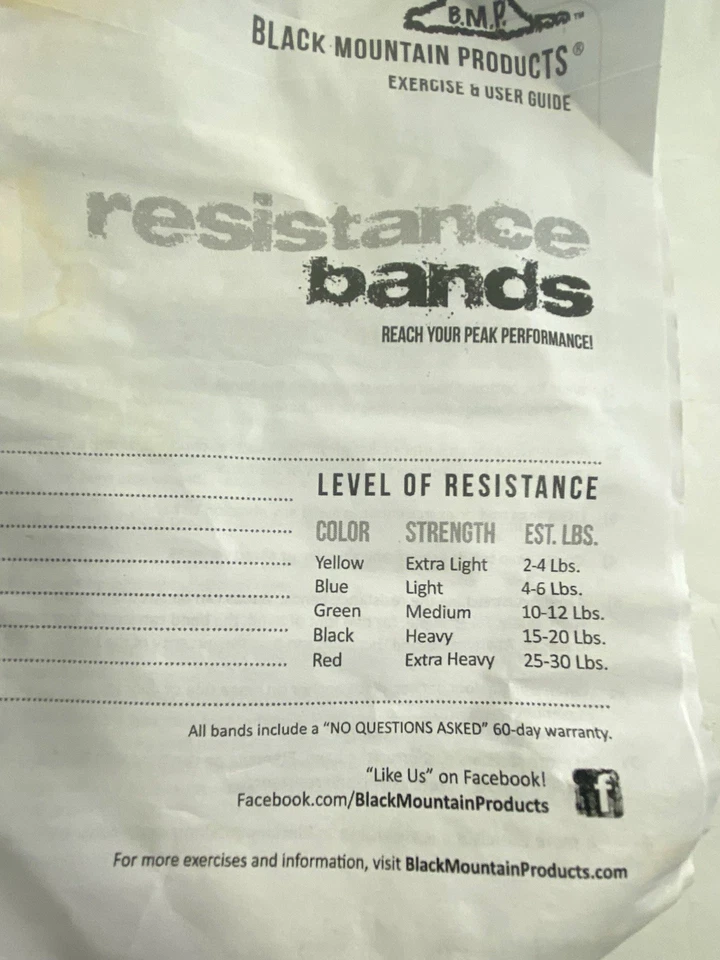 B.M.P.™
BLACK MOUNTAIN PRODUCTS®
EXERCISE & USER GUIDE
resistance
bands
REACH YOUR PEAK PERFORMANCE!
LEVEL OF RESISTANCE
COLOR STRENGTH EST. LBS.
Yellow Extra Light 2-4 Lbs.
Blue Light 4-6 Lbs.
Green Medium 10-12 Lbs.
Black Heavy 15-20 Lbs.
Red Extra Heavy 25-30 Lbs.
All bands include a “NO QUESTIONS ASKED” 60-day warranty.
“Like Us” on Facebook!
Facebook.com/BlackMountainProducts
f
For more exercises and information, visit BlackMountainProducts.com